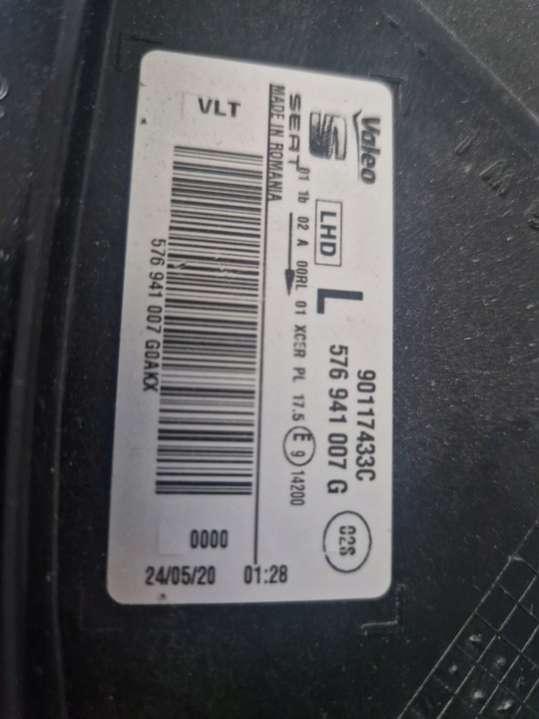 Valeo
SEAT
MADE IN ROMANIA
LHD
L
90117433C
576 941 007 G
01 1b 02 A 00RL 01 XCER PL 17.5 E 9 14200
02S
VLT
576 941 007 G0AKX
0000
24/05/20 01:28